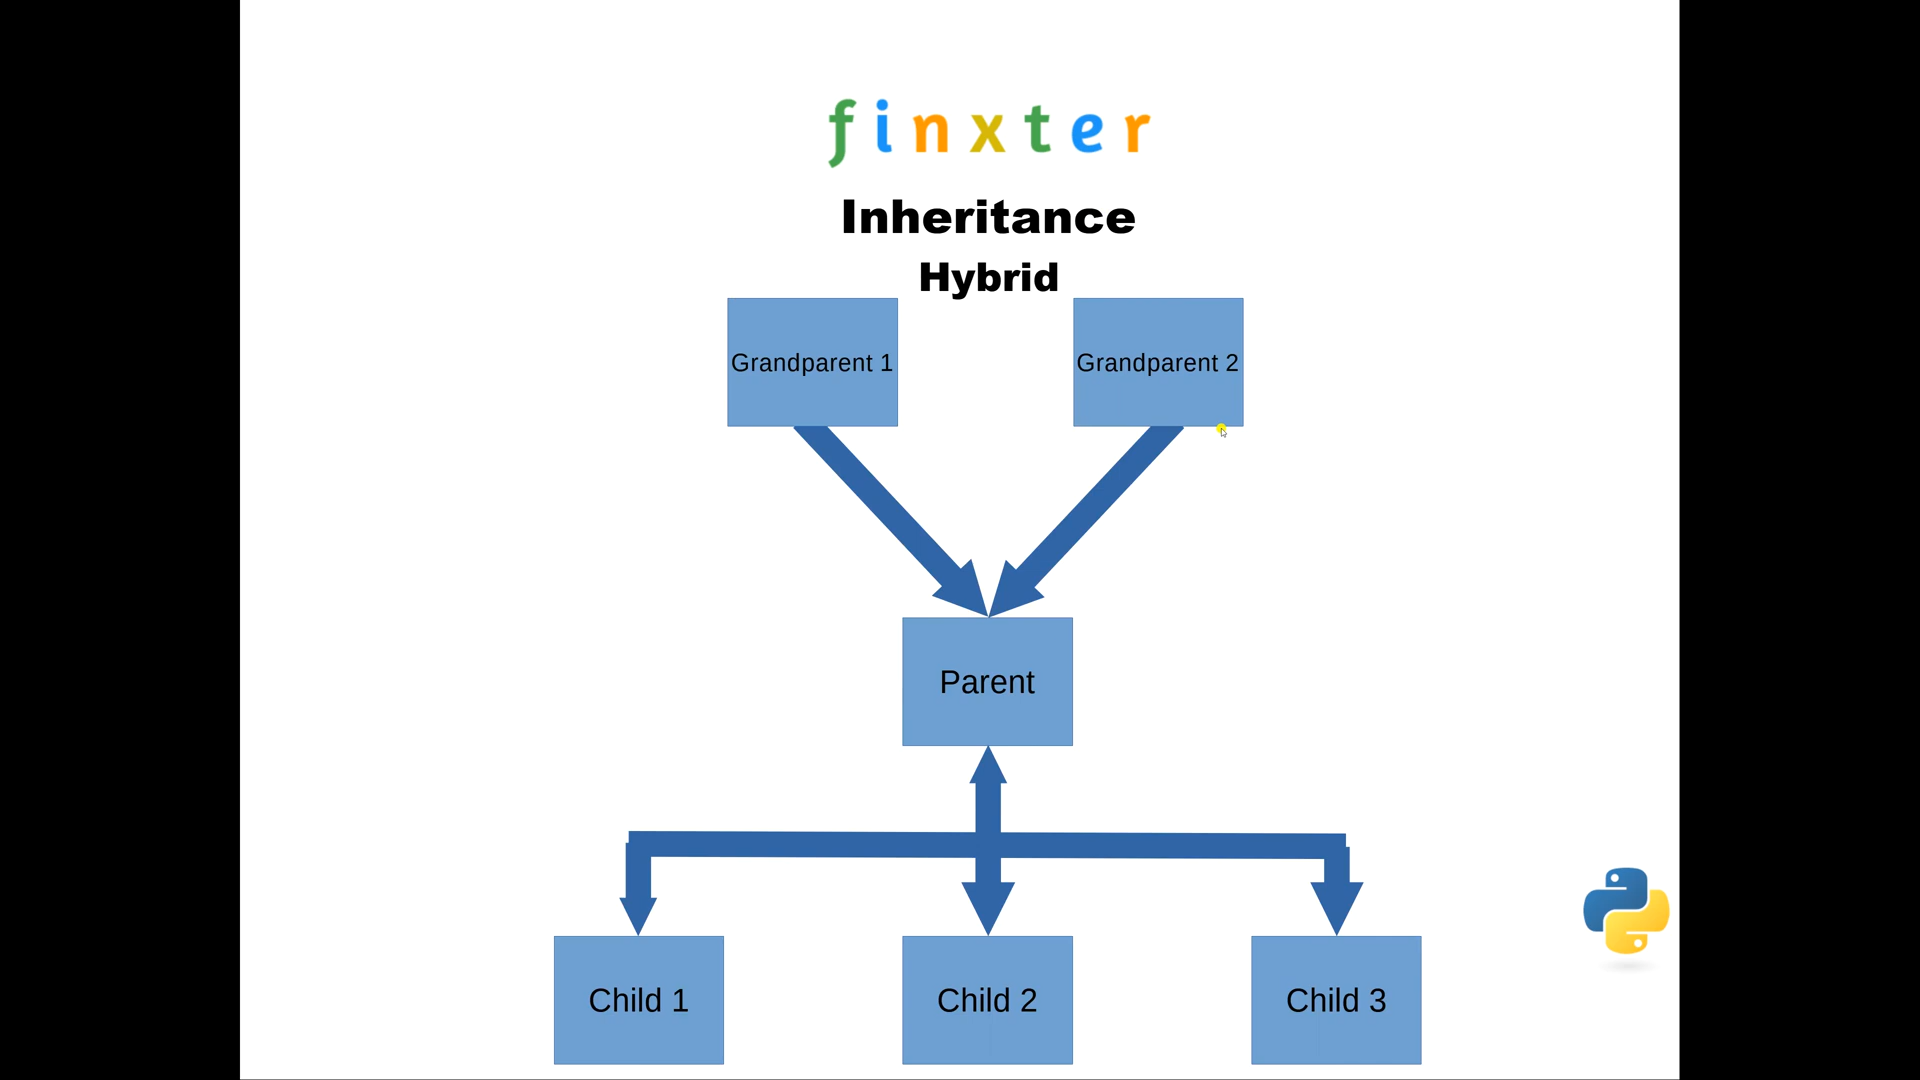 finxter
Inheritance
Hybrid
Grandparent 1
Grandparent 2
Parent
Child 1
Child 2
Child 3